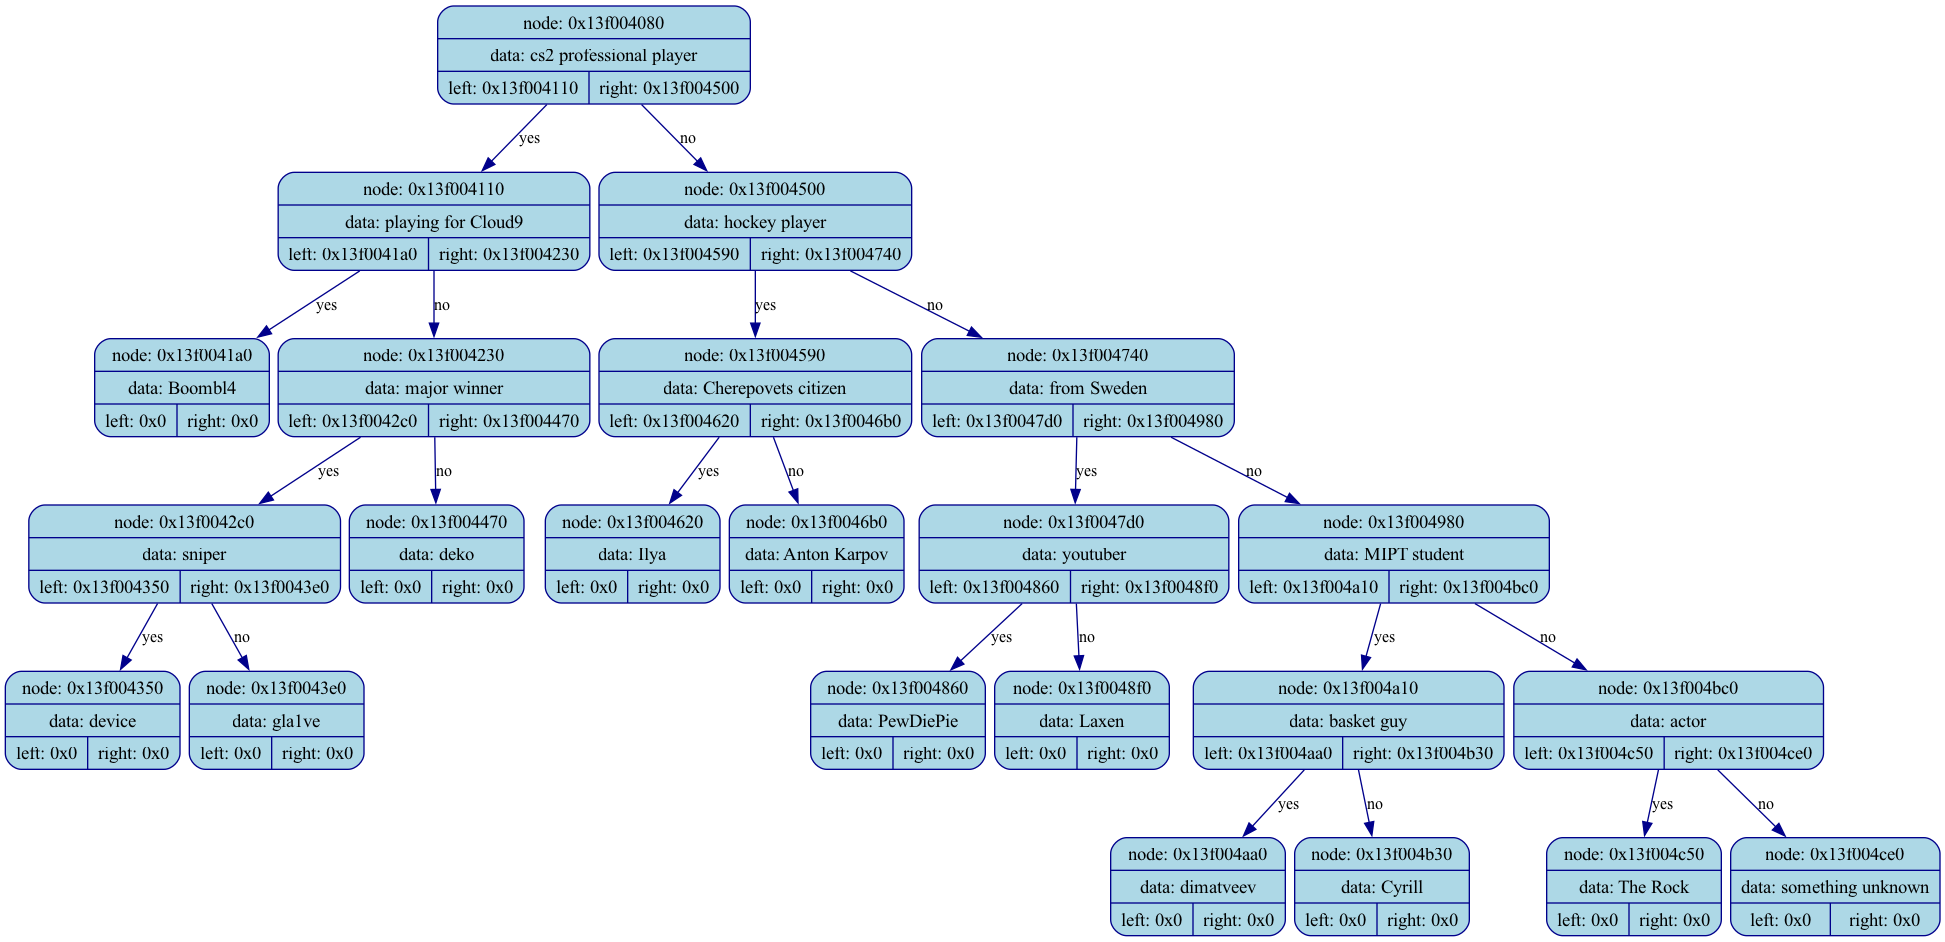 node: 0x13f004080
data: cs2 professional player
left: 0x13f004110 right: 0x13f004500
yes
no
node: 0x13f004110
data: playing for Cloud9
left: 0x13f0041a0 right: 0x13f004230
node: 0x13f004500
data: hockey player
left: 0x13f004590 right: 0x13f004740
yes
no
yes
no
node: 0x13f0041a0
data: Boombl4
left: 0x0 right: 0x0
node: 0x13f004230
data: major winner
left: 0x13f0042c0 right: 0x13f004470
node: 0x13f004590
data: Cherepovets citizen
left: 0x13f004620 right: 0x13f0046b0
node: 0x13f004740
data: from Sweden
left: 0x13f0047d0 right: 0x13f004980
yes
no
yes
no
yes
no
node: 0x13f0042c0
data: sniper
left: 0x13f004350 right: 0x13f0043e0
node: 0x13f004470
data: deko
left: 0x0 right: 0x0
node: 0x13f004620
data: Ilya
left: 0x0 right: 0x0
node: 0x13f0046b0
data: Anton Karpov
left: 0x0 right: 0x0
node: 0x13f0047d0
data: youtuber
left: 0x13f004860 right: 0x13f0048f0
node: 0x13f004980
data: MIPT student
left: 0x13f004a10 right: 0x13f004bc0
yes
no
yes
no
yes
no
node: 0x13f004350
data: device
left: 0x0 right: 0x0
node: 0x13f0043e0
data: gla1ve
left: 0x0 right: 0x0
node: 0x13f004860
data: PewDiePie
left: 0x0 right: 0x0
node: 0x13f0048f0
data: Laxen
left: 0x0 right: 0x0
node: 0x13f004a10
data: basket guy
left: 0x13f004aa0 right: 0x13f004b30
node: 0x13f004bc0
data: actor
left: 0x13f004c50 right: 0x13f004ce0
yes
no
yes
no
node: 0x13f004aa0
data: dimatveev
left: 0x0 right: 0x0
node: 0x13f004b30
data: Cyrill
left: 0x0 right: 0x0
node: 0x13f004c50
data: The Rock
left: 0x0 right: 0x0
node: 0x13f004ce0
data: something unknown
left: 0x0 right: 0x0